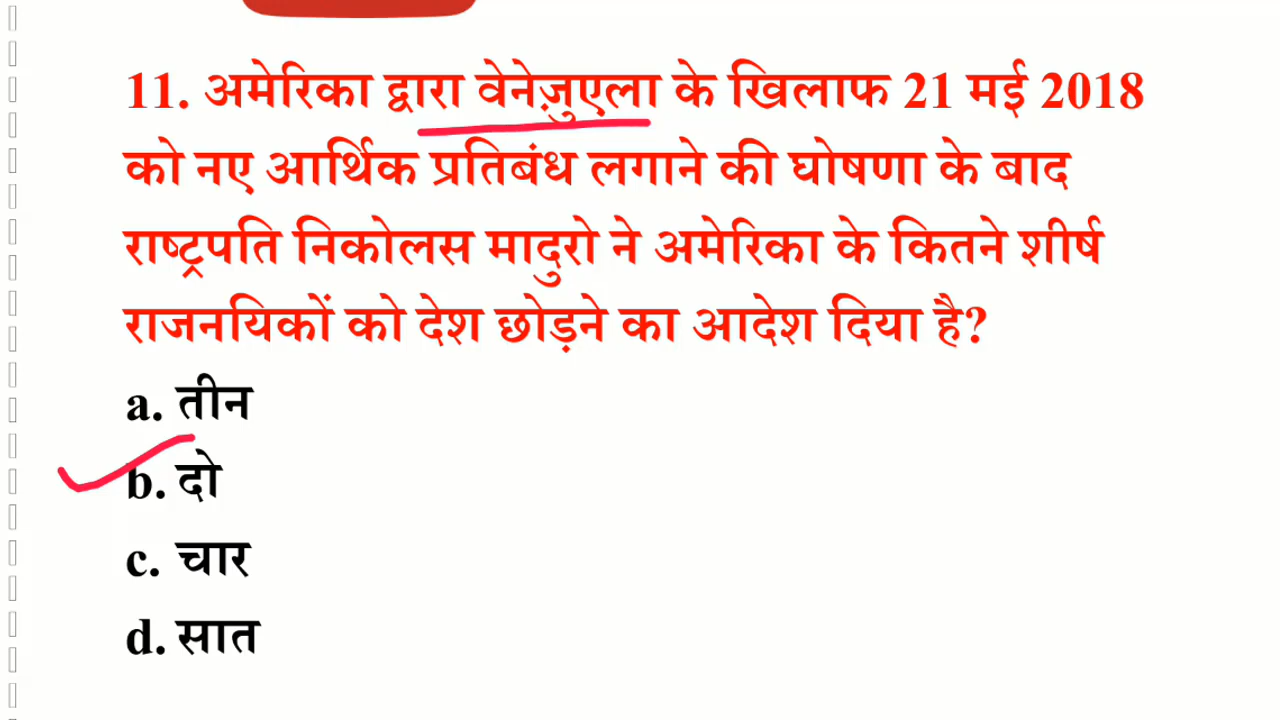 11. अमेरिका द्वारा वेनेज़ुएला के खिलाफ 21 मई 2018
को नए आर्थिक प्रतिबंध लगाने की घोषणा के बाद
राष्ट्रपति निकोलस मादुरो ने अमेरिका के कितने शीर्ष
राजनयिकों को देश छोड़ने का आदेश दिया है?
a. तीन
b. दो
c. चार
d. सात